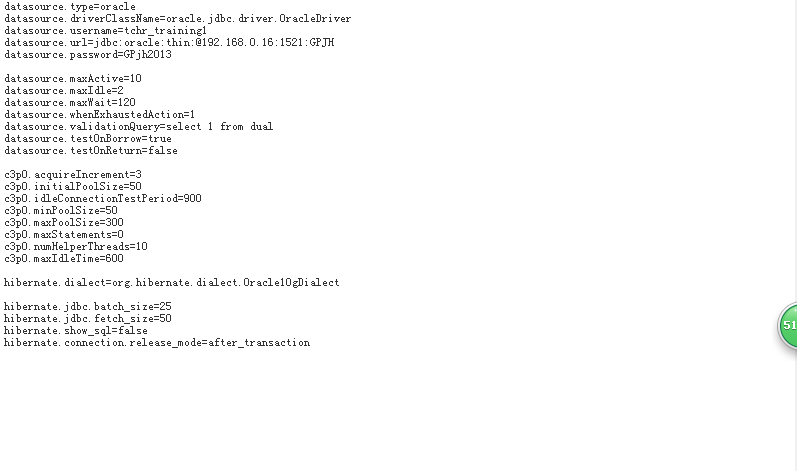 datasource.type=oracle
datasource.driverClassName=oracle.jdbc.driver.OracleDriver
datasource.username=tchr_training1
datasource.url=jdbc:oracle:thin:@192.168.0.16:1521:GPJH
datasource.password=GPjh2013
datasource.maxActive=10
datasource.maxIdle=2
datasource.maxWait=120
datasource.whenExhaustedAction=1
datasource.validationQuery=select 1 from dual
datasource.testOnBorrow=true
datasource.testOnReturn=false
c3p0.acquireIncrement=3
c3p0.initialPoolSize=50
c3p0.idleConnectionTestPeriod=900
c3p0.minPoolSize=50
c3p0.maxPoolSize=300
c3p0.maxStatements=0
c3p0.numHelperThreads=10
c3p0.maxIdleTime=600
hibernate.dialect=org.hibernate.dialect.Oracle10gDialect
hibernate.jdbc.batch_size=25
hibernate.jdbc.fetch_size=50
hibernate.show_sql=false
hibernate.connection.release_mode=after_transaction
51